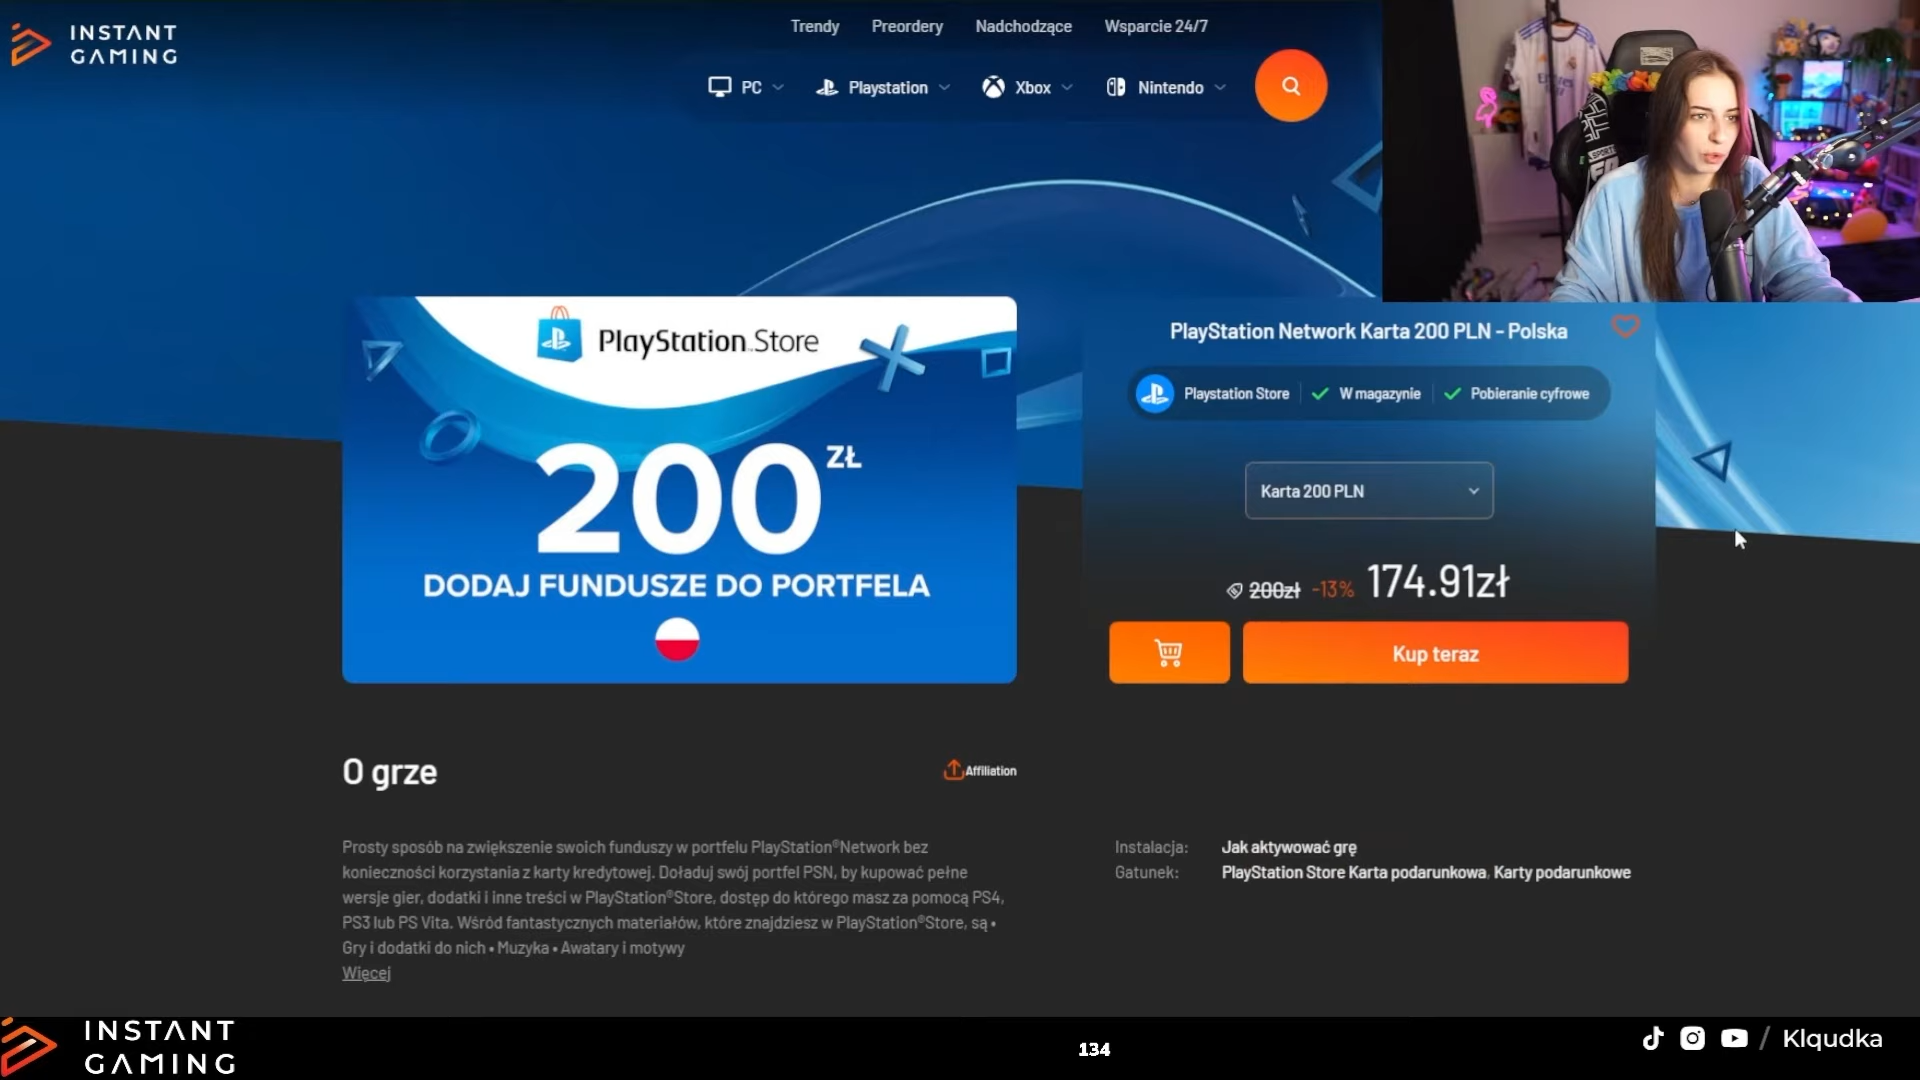 INSTANT
GAMING
Trendy
Preordery
Nadchodzące
Wsparcie 24/7
PC
Playstation
Xbox
Nintendo
PlayStation Store
200 ZŁ
DODAJ FUNDUSZE DO PORTFELA
PlayStation Network Karta 200 PLN - Polska
Playstation Store
W magazynie
Pobieranie cyfrowe
Karta 200 PLN
200zł -13% 174.91zł
Kup teraz
O grze
Affiliation
Prosty sposób na zwiększenie swoich funduszy w portfelu PlayStation®Network bez
konieczności korzystania z karty kredytowej. Doładuj swój portfel PSN, by kupować pełne
wersje gier, dodatki i inne treści w PlayStation®Store, dostęp do którego masz za pomocą PS4,
PS3 lub PS Vita. Wśród fantastycznych materiałów, które znajdziesz w PlayStation®Store, są •
Gry i dodatki do nich • Muzyka • Awatary i motywy
Więcej
Instalacja: Jak aktywować grę
Gatunek: PlayStation Store Karta podarunkowa, Karty podarunkowe
INSTANT
GAMING
134
/ Klqudka